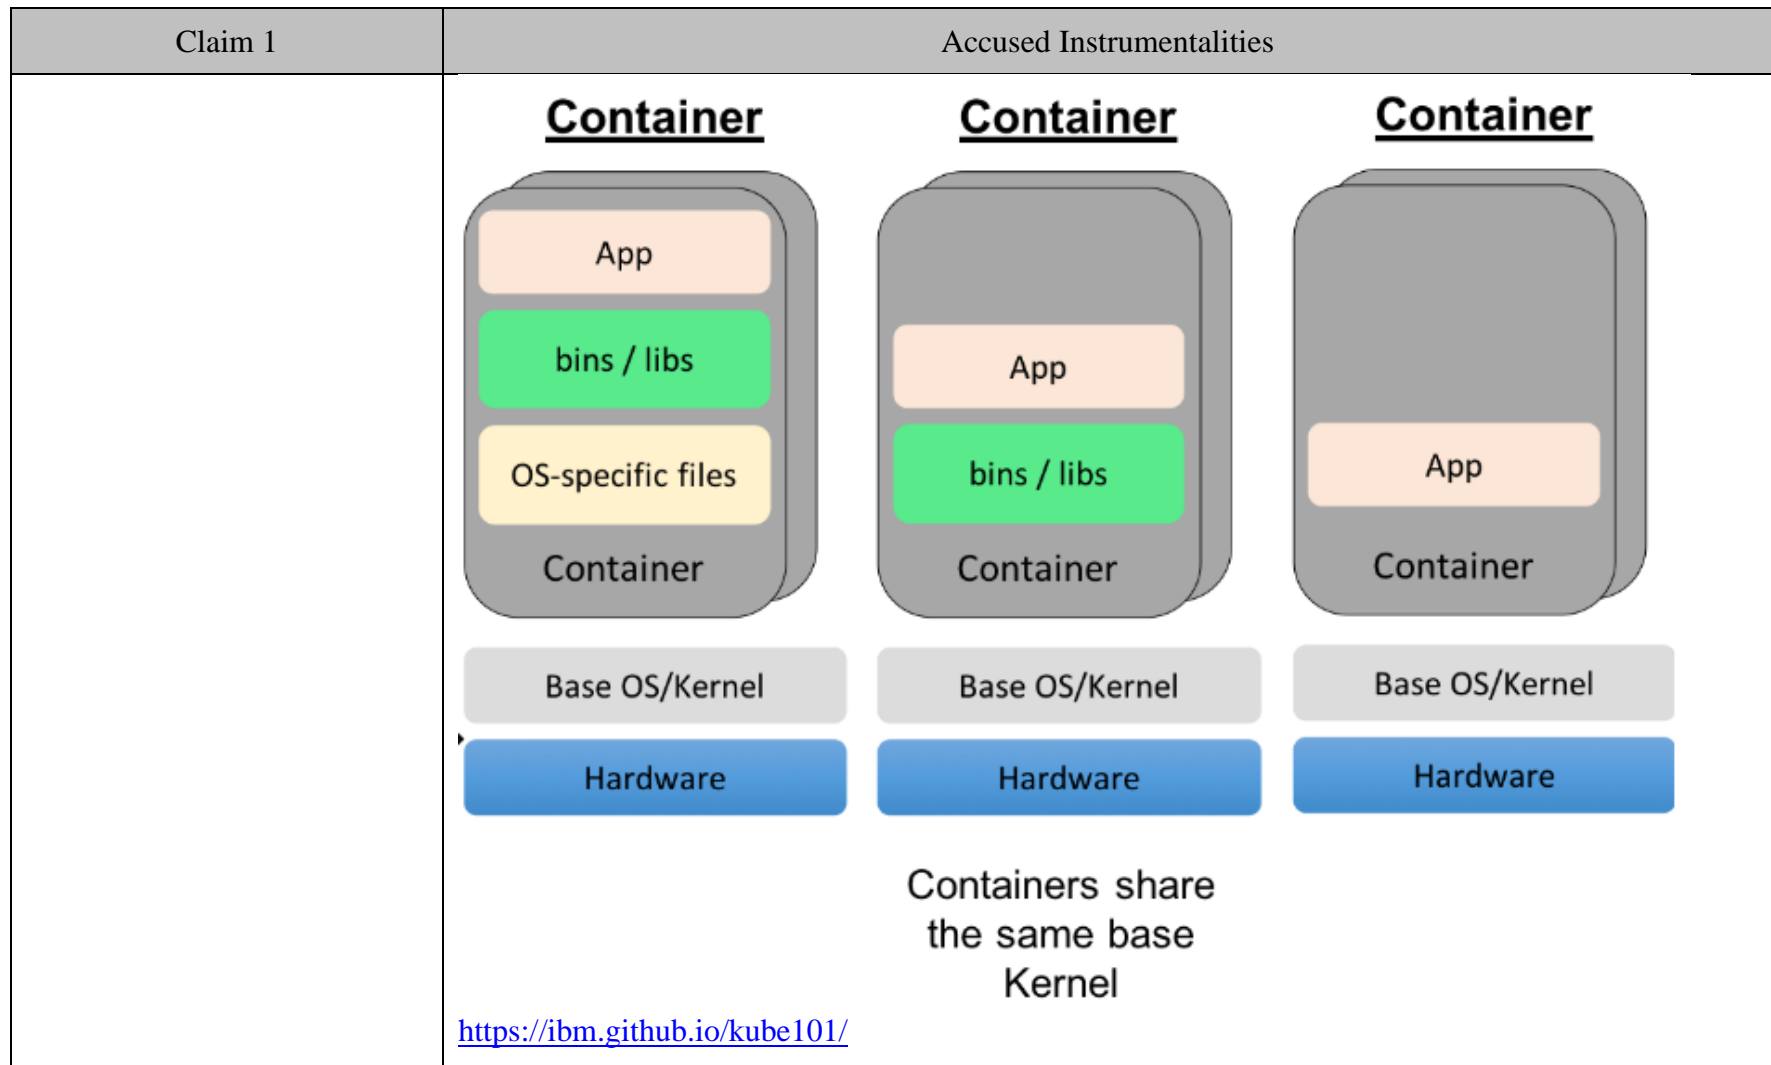 Claim 1
Accused Instrumentalities
Container
App
bins / libs
OS-specific files
Container
Base OS/Kernel
Hardware
Container
App
bins / libs
Container
Base OS/Kernel
Hardware
Container
App
Container
Base OS/Kernel
Hardware
Containers share
the same base
Kernel
https://ibm.github.io/kube101/